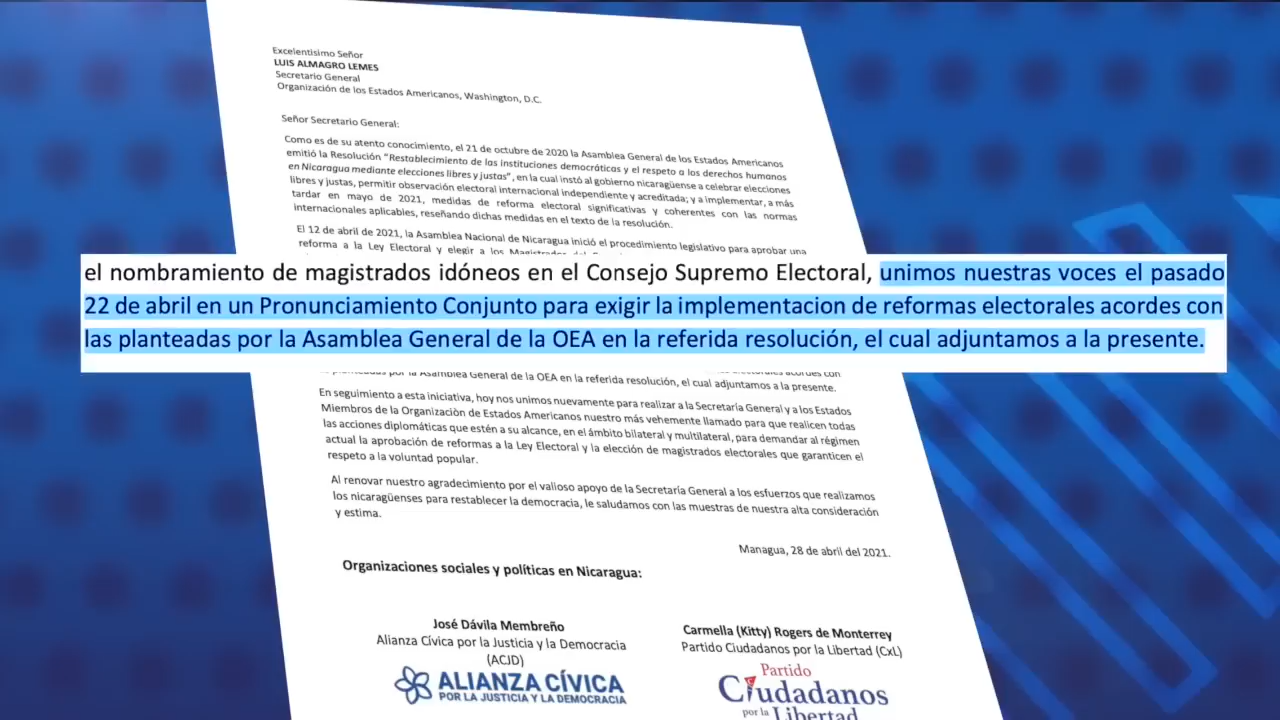 Excelentisimo Señor
LUIS ALMAGRO LEMES
Secretario General
Organización de los Estados Americanos, Washington, D.C.
Señor Secretario General:
Como es de su atento conocimiento, el 21 de octubre de 2020 la Asamblea General de los Estados Americanos
emitió la Resolución "Restablecimiento de las instituciones democráticas y el respeto a los derechos humanos
en Nicaragua mediante elecciones libres y justas", en la cual instó al gobierno nicaragüense a celebrar elecciones
libres y justas, permitir observación electoral internacional independiente y acreditada; y a implementar, a más
tardar en mayo de 2021, medidas de reforma electoral significativas y coherentes con las normas
internacionales aplicables, reseñando dichas medidas en el texto de la resolución.
El 12 de abril de 2021, la Asamblea Nacional de Nicaragua inició el procedimiento legislativo para aprobar una
reforma a la Ley Electoral y elegir a los Magistrados del
el nombramiento de magistrados idóneos en el Consejo Supremo Electoral, unimos nuestras voces el pasado
22 de abril en un Pronunciamiento Conjunto para exigir la implementacion de reformas electorales acordes con
las planteadas por la Asamblea General de la OEA en la referida resolución, el cual adjuntamos a la presente.
electorales acordes con
planteadas por la Asamblea General de la OEA en la referida resolución, el cual adjuntamos a la presente.
En seguimiento a esta iniciativa, hoy nos unimos nuevamente para realizar a la Secretaría General y a los Estados
Miembros de la Organizaciòn de Estados Americanos nuestro más vehemente llamado para que realicen todas
las acciones diplomáticas que estén a su alcance, en el ámbito bilateral y multilateral, para demandar al régimen
actual la aprobación de reformas a la Ley Electoral y la elección de magistrados electorales que garanticen el
respeto a la voluntad popular.
Al renovar nuestro agradecimiento por el valioso apoyo de la Secretaría General a los esfuerzos que realizamos
los nicaragüenses para restablecer la democracia, le saludamos con las muestras de nuestra alta consideración
y estima.
Managua, 28 de abril del 2021.
Organizaciones sociales y políticas en Nicaragua:
José Dávila Membreño
Alianza Cívica por la Justicia y la Democracia
(ACJD)
ALIANZA CÍVICA
POR LA JUSTICIA Y LA DEMOCRACIA
Carmella (Kitty) Rogers de Monterrey
Partido Ciudadanos por la Libertad (CxL)
Partido
Ciudadanos
por la Libertad